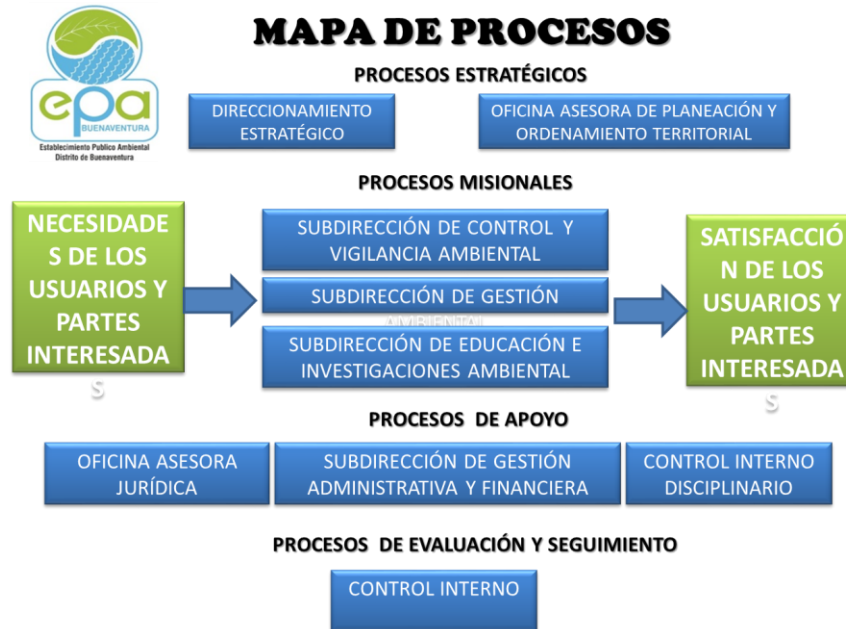 MAPA DE PROCESOS
epa
BUENAVENTURA
Establecimiento Publico Ambiental
Distrito de Buenaventura
PROCESOS ESTRATÉGICOS
DIRECCIONAMIENTO
ESTRATÉGICO
OFICINA ASESORA DE PLANEACIÓN Y
ORDENAMIENTO TERRITORIAL
PROCESOS MISIONALES
NECESIDADE
S DE LOS
USUARIOS Y
PARTES
INTERESADA
S
SUBDIRECCIÓN DE CONTROL Y
VIGILANCIA AMBIENTAL
SUBDIRECCIÓN DE GESTIÓN
AMBIENTAL
SUBDIRECCIÓN DE EDUCACIÓN E
INVESTIGACIONES AMBIENTAL
SATISFACCIÓ
N DE LOS
USUARIOS Y
PARTES
INTERESADA
S
PROCESOS DE APOYO
OFICINA ASESORA
JURÍDICA
SUBDIRECCIÓN DE GESTIÓN
ADMINISTRATIVA Y FINANCIERA
CONTROL INTERNO
DISCIPLINARIO
PROCESOS DE EVALUACIÓN Y SEGUIMIENTO
CONTROL INTERNO